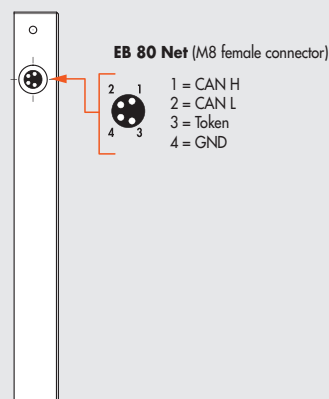 EB 80 Net (M8 female connector)
2 1
4 3
1 = CAN H
2 = CAN L
3 = Token
4 = GND